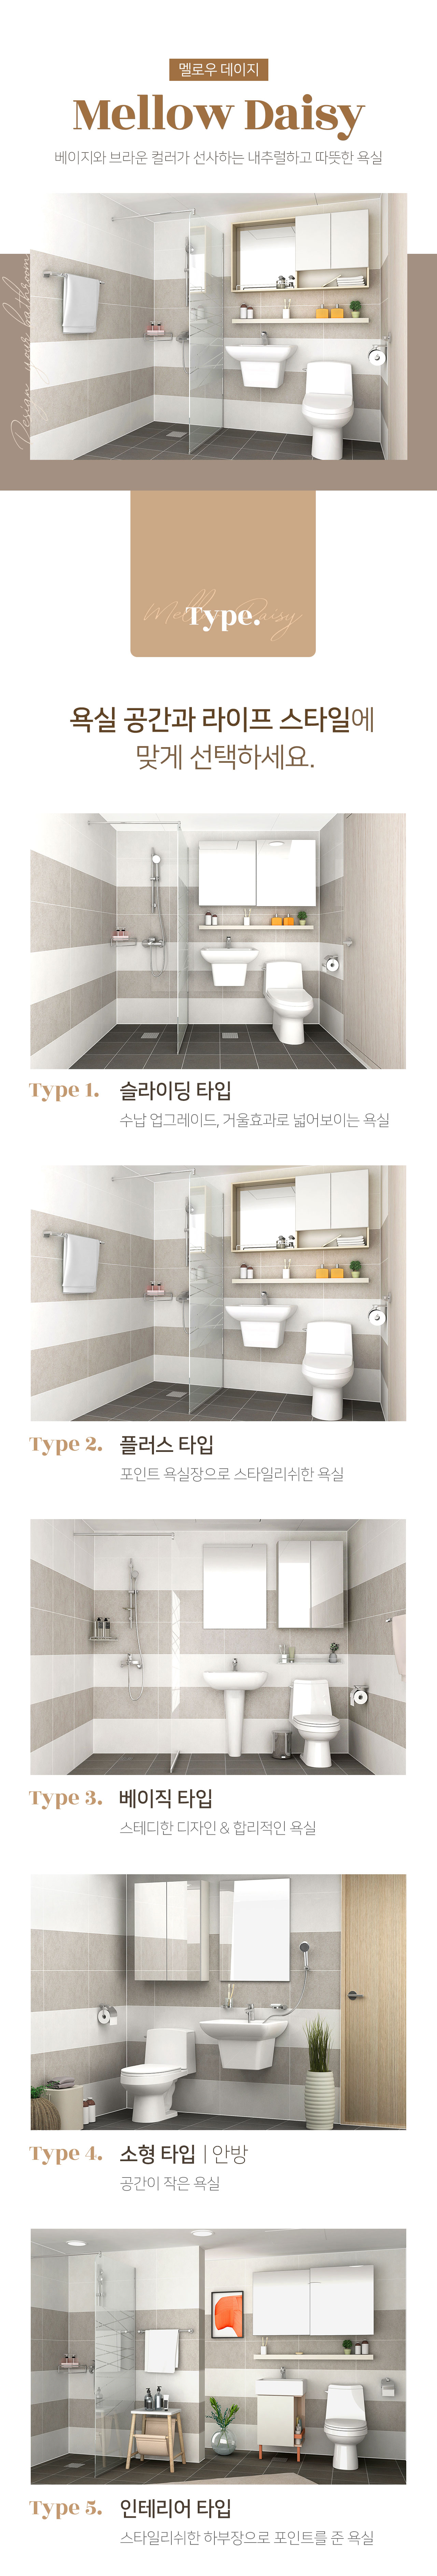 멜로우 데이지
Mellow Daisy
베이지와 브라운 컬러가 선사하는 내추럴하고 따뜻한 욕실
Design your bathroom
Mellow Daisy
Type.
욕실 공간과 라이프 스타일에
맞게 선택하세요.
Type 1. 슬라이딩 타입
수납 업그레이드, 거울효과로 넓어보이는 욕실
Type 2. 플러스 타입
포인트 욕실장으로 스타일리쉬한 욕실
Type 3. 베이직 타입
스테디한 디자인 & 합리적인 욕실
Type 4. 소형 타입 | 안방
공간이 작은 욕실
Type 5. 인테리어 타입
스타일리쉬한 하부장으로 포인트를 준 욕실